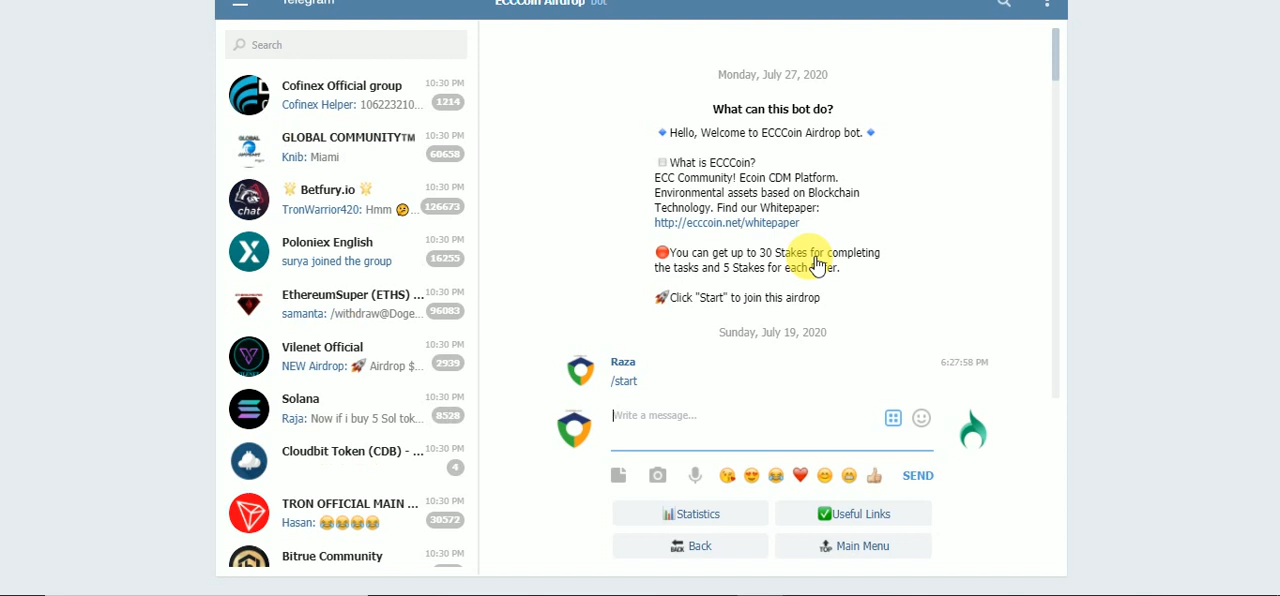 Telegram
ECCCoin Airdrop bot
Search
Cofinex Official group 10:30 PM
Cofinex Helper: 106223210... 1214
GLOBAL COMMUNITY™ 10:30 PM
Knib: Miami 60658
🌟 Betfury.io 🌟 10:30 PM
TronWarrior420: Hmm 🤔... 126673
chat
Poloniex English 10:30 PM
surya joined the group 16255
EthereumSuper (ETHS) ... 10:30 PM
samanta: /withdraw@Doge... 96083
Vilenet Official 10:30 PM
NEW Airdrop: 🚀 Airdrop $... 2939
Solana 10:30 PM
Raja: Now if i buy 5 Sol tok... 8528
Cloudbit Token (CDB) - ... 10:30 PM
4
TRON OFFICIAL MAIN ... 10:30 PM
Hasan: 😂😂😂😂 30572
Bitrue Community 10:30 PM
Monday, July 27, 2020
What can this bot do?
🔹 Hello, Welcome to ECCCoin Airdrop bot. 🔹
What is ECCCoin?
ECC Community! Ecoin CDM Platform.
Environmental assets based on Blockchain
Technology. Find our Whitepaper:
http://ecccoin.net/whitepaper
🔴You can get up to 30 Stakes for completing
the tasks and 5 Stakes for each
🚀Click "Start" to join this airdrop
Sunday, July 19, 2020
Raza 6:27:58 PM
/start
Write a message...
SEND
📊Statistics ✅Useful Links
🔙 Back 🔝 Main Menu